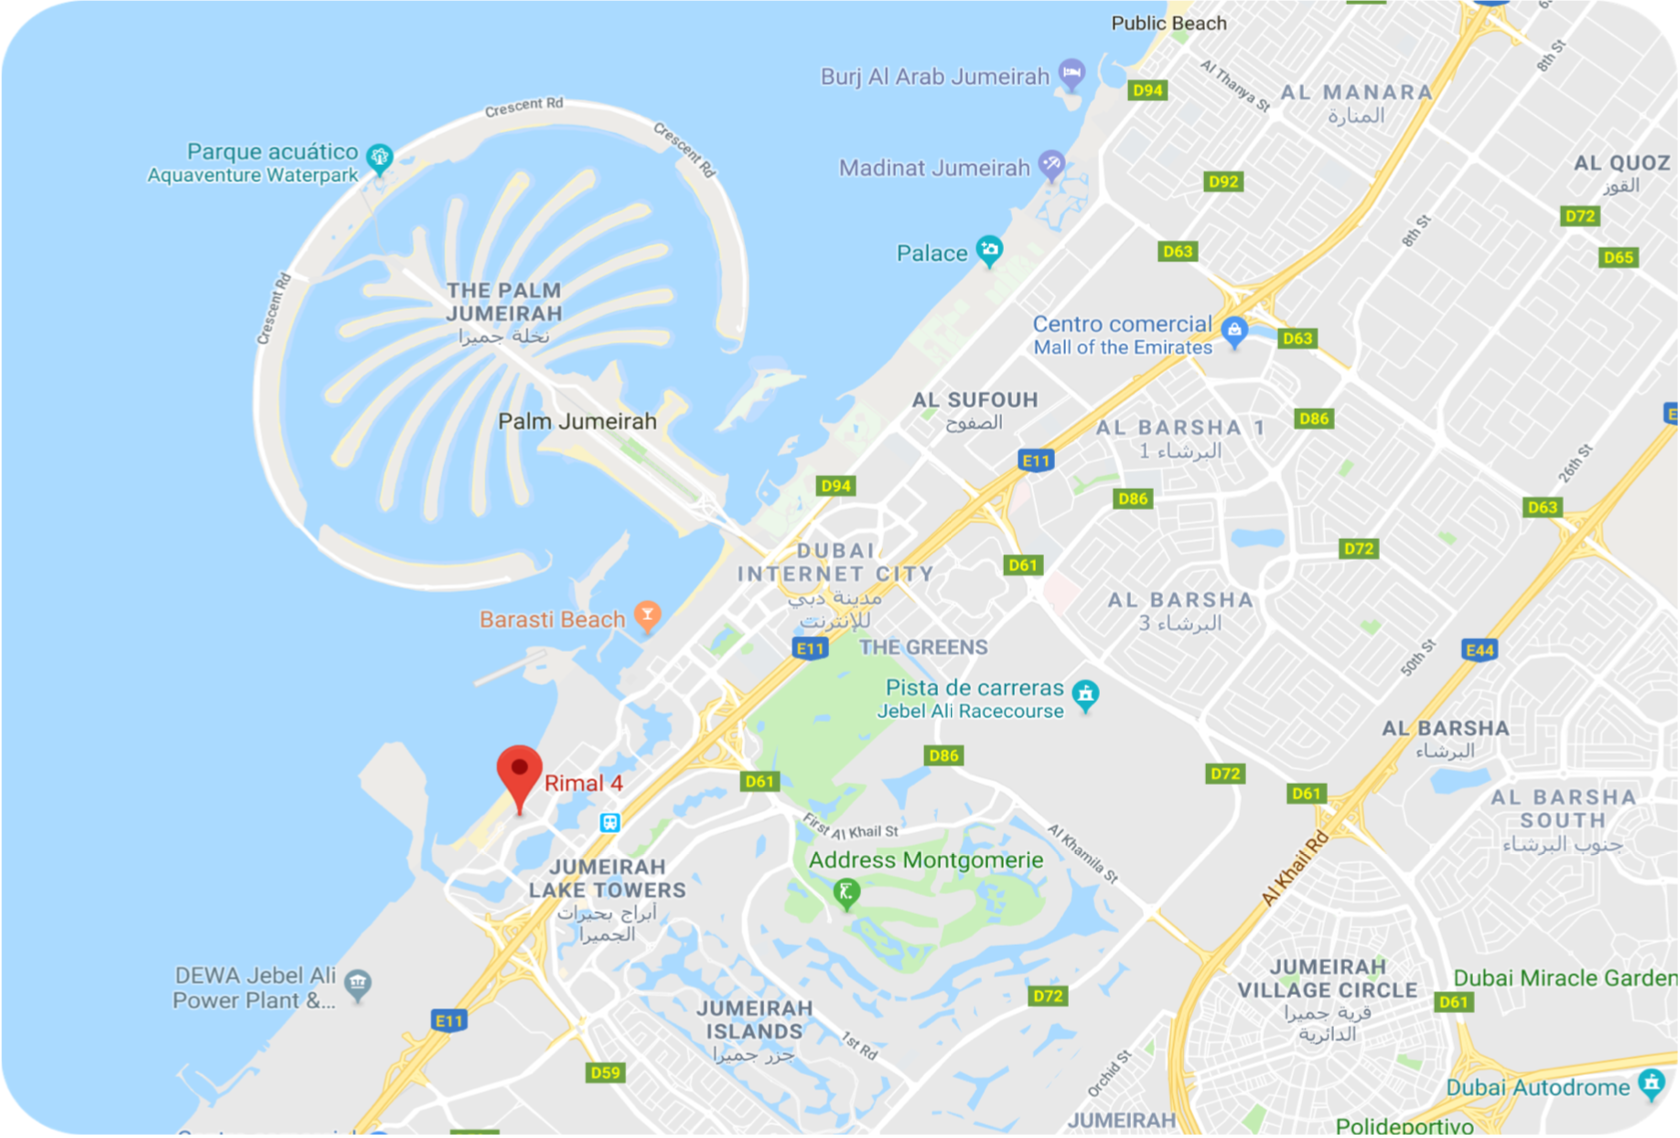 Public Beach
Burj Al Arab Jumeirah
D94
Al Thanya St
8th St
AL MANARA
المنارة
Crescent Rd
Crescent Rd
Parque acuático
Aquaventure Waterpark
Madinat Jumeirah
D92
AL QUOZ
القوز
D72
8th St
Palace
D63
D65
Crescent Rd
THE PALM
JUMEIRAH
نخلة جميرا
Centro comercial
Mall of the Emirates
D63
AL SUFOUH
الصفوح
D86
Palm Jumeirah
AL BARSHA 1
البرشاء 1
E11
26th St
D94
D86
D63
DUBAI
INTERNET CITY
مدينة دبي
للإنترنت
D61
D72
AL BARSHA
البرشاء 3
Barasti Beach
E11
THE GREENS
50th St
E44
Pista de carreras
Jebel Ali Racecourse
AL BARSHA
البرشاء
D86
Rimal 4
D61
D72
D61
AL BARSHA
SOUTH
جنوب البرشاء
First Al Khail St
Al Khamila St
Al Khail Rd
Address Montgomerie
JUMEIRAH
LAKE TOWERS
أبراج بحيرات
الجميرا
DEWA Jebel Ali
Power Plant &...
JUMEIRAH
VILLAGE CIRCLE
قرية جميرا
الدائرية
Dubai Miracle Garden
D72
D61
E11
JUMEIRAH
ISLANDS
جزر جميرا
1st Rd
Orchid St
D59
Dubai Autodrome
JUMEIRAH
Polideportivo